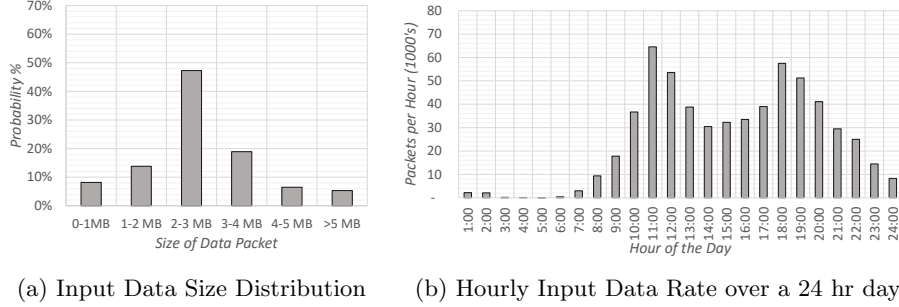 70%
60%
50%
40%
30%
20%
10%
0%
Probability %
0-1MB 1-2 MB 2-3 MB 3-4 MB 4-5 MB >5 MB
Size of Data Packet
80
70
60
50
40
30
20
10
-
Packets per Hour (1000's)
1:00 2:00 3:00 4:00 5:00 6:00 7:00 8:00 9:00 10:00 11:00 12:00 13:00 14:00 15:00 16:00 17:00 18:00 19:00 20:00 21:00 22:00 23:00 24:00
Hour of the Day
(a) Input Data Size Distribution
(b) Hourly Input Data Rate over a 24 hr day